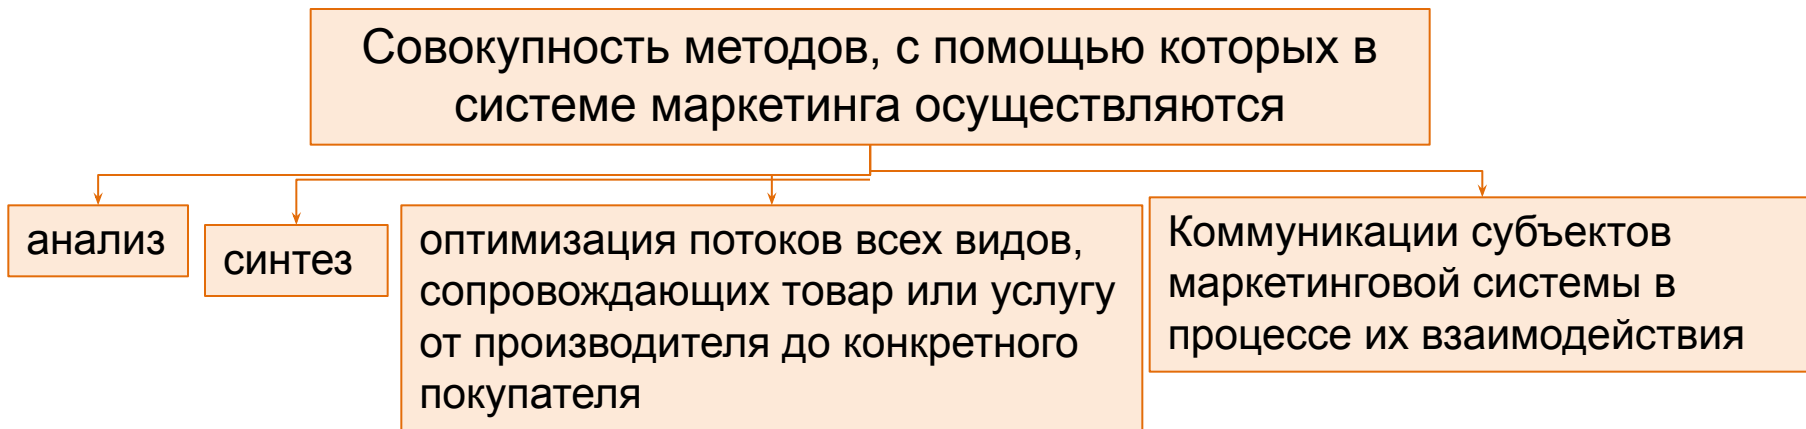 Совокупность методов, с помощью которых в
системе маркетинга осуществляются
анализ
синтез
оптимизация потоков всех видов,
сопровождающих товар или услугу
от производителя до конкретного
покупателя
Коммуникации субъектов
маркетинговой системы в
процессе их взаимодействия